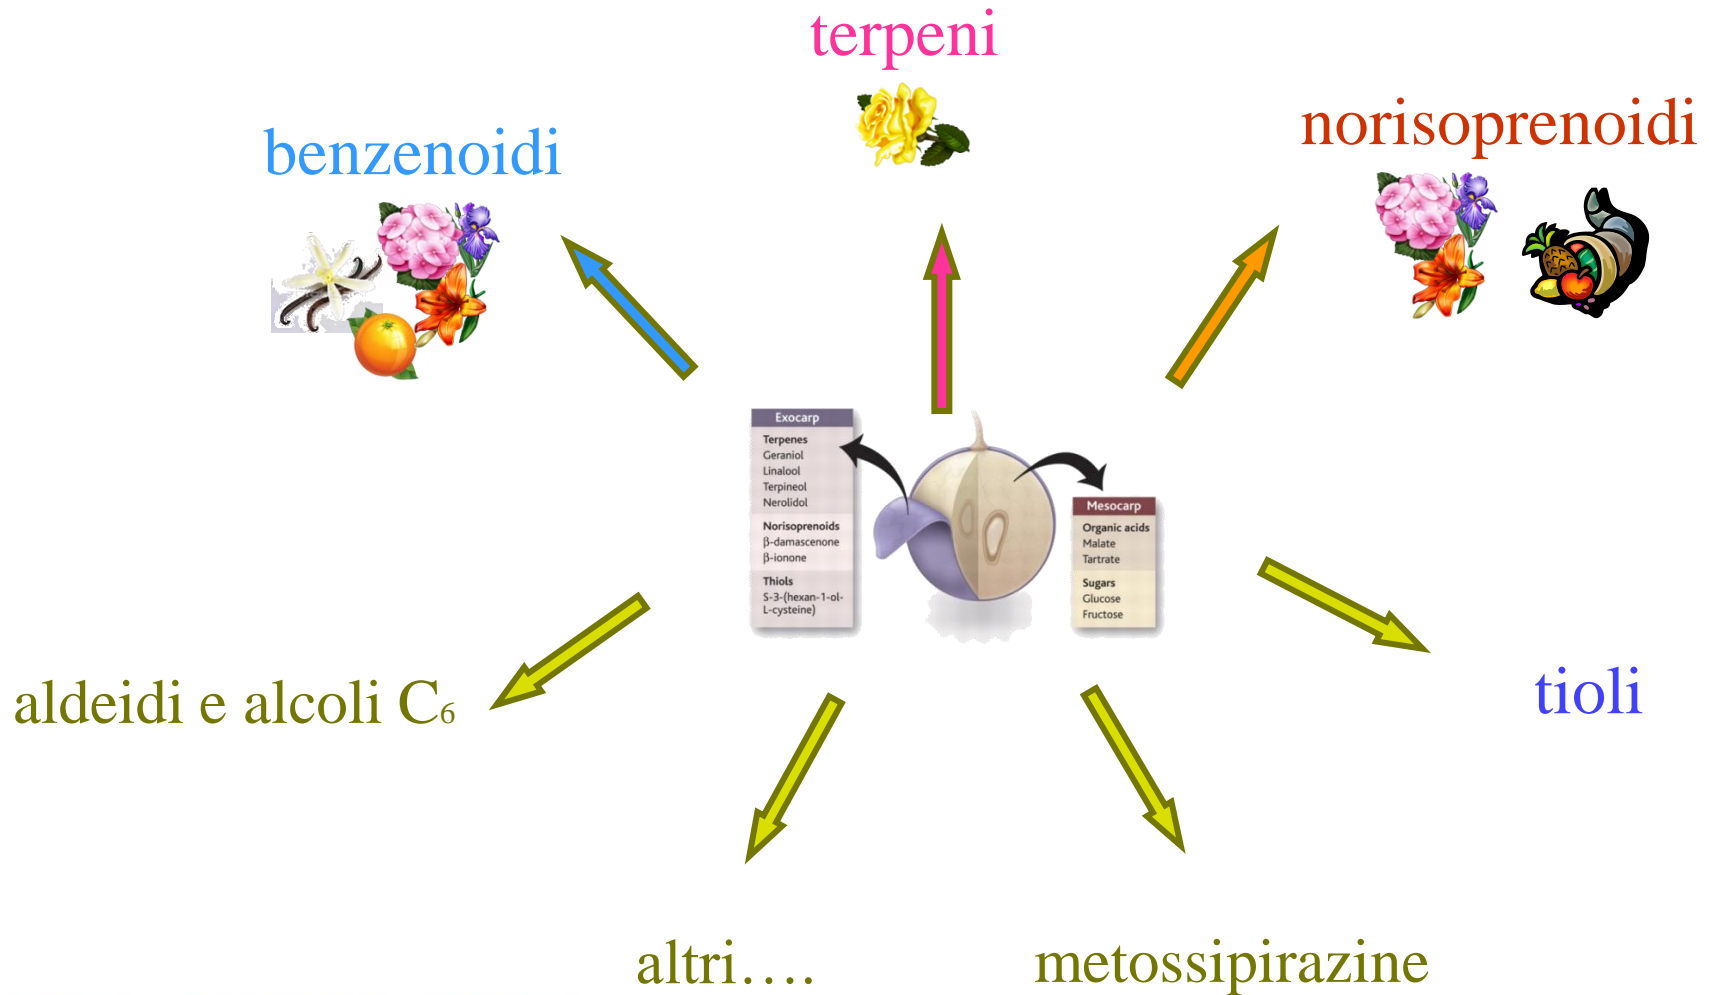 terpeni
norisoprenoidi
benzenoidi
Exocarp
Terpenes
Geraniol
Linalool
Terpineol
Nerolidol
Norisoprenoids
β-damascenone
β-ionone
Thiols
S-3-(hexan-1-ol-
L-cysteine)
Mesocarp
Organic acids
Malate
Tartrate
Sugars
Glucose
Fructose
aldeidi e alcoli C₆
tioli
altri….
metossipirazine